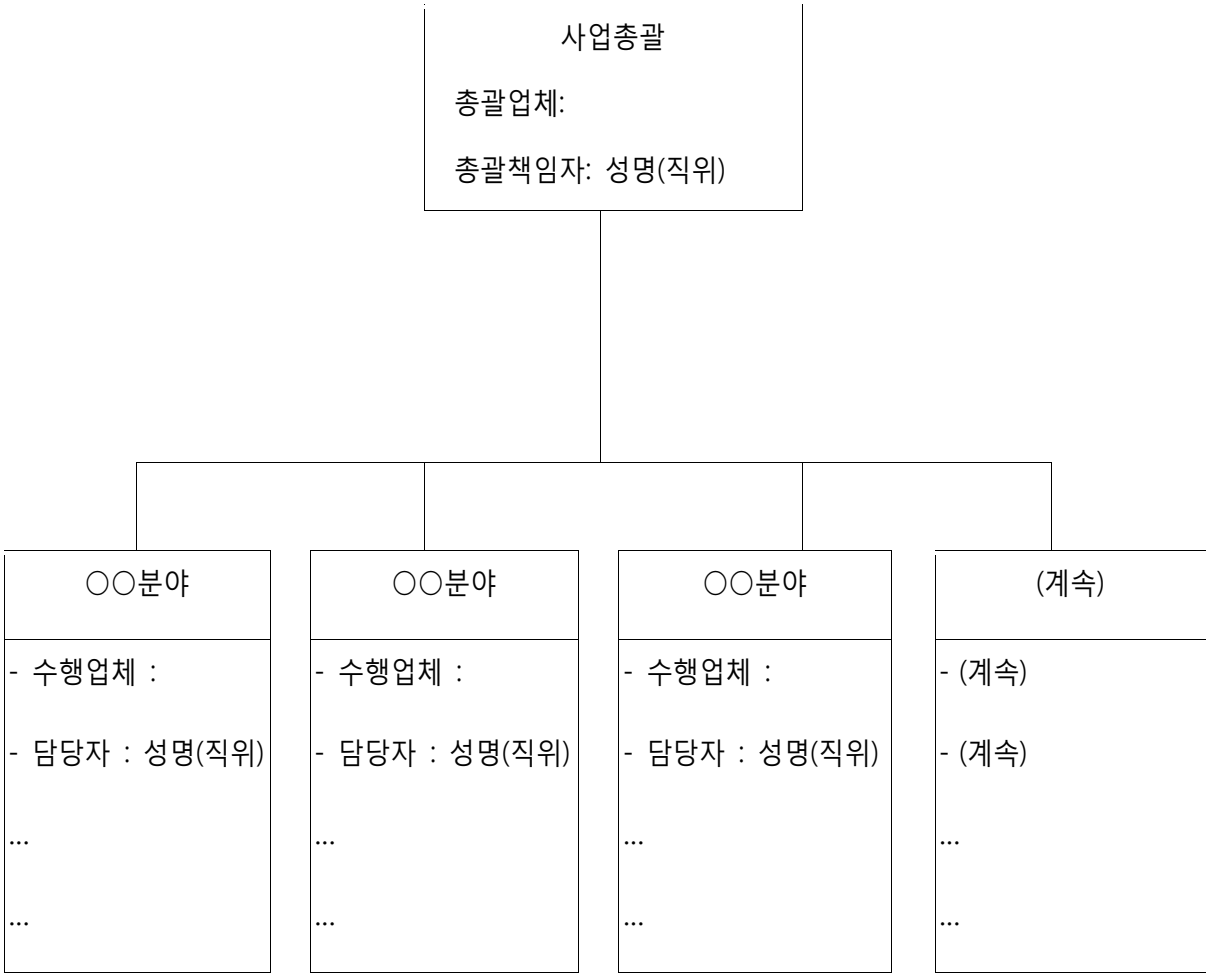 사업총괄
총괄업체:
총괄책임자: 성명(직위)
○○분야
- 수행업체 :
- 담당자 : 성명(직위)
...
...
○○분야
- 수행업체 :
- 담당자 : 성명(직위)
...
...
○○분야
- 수행업체 :
- 담당자 : 성명(직위)
...
...
(계속)
- (계속)
- (계속)
...
...